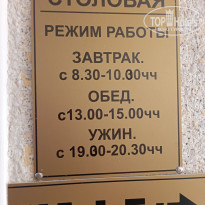 СТОЛОВАЯ
РЕЖИМ РАБОТЫ
ЗАВТРАК.
с 8.30-10.00чч
ОБЕД.
с13.00-15.00чч
УЖИН.
с 19.00-20.30чч